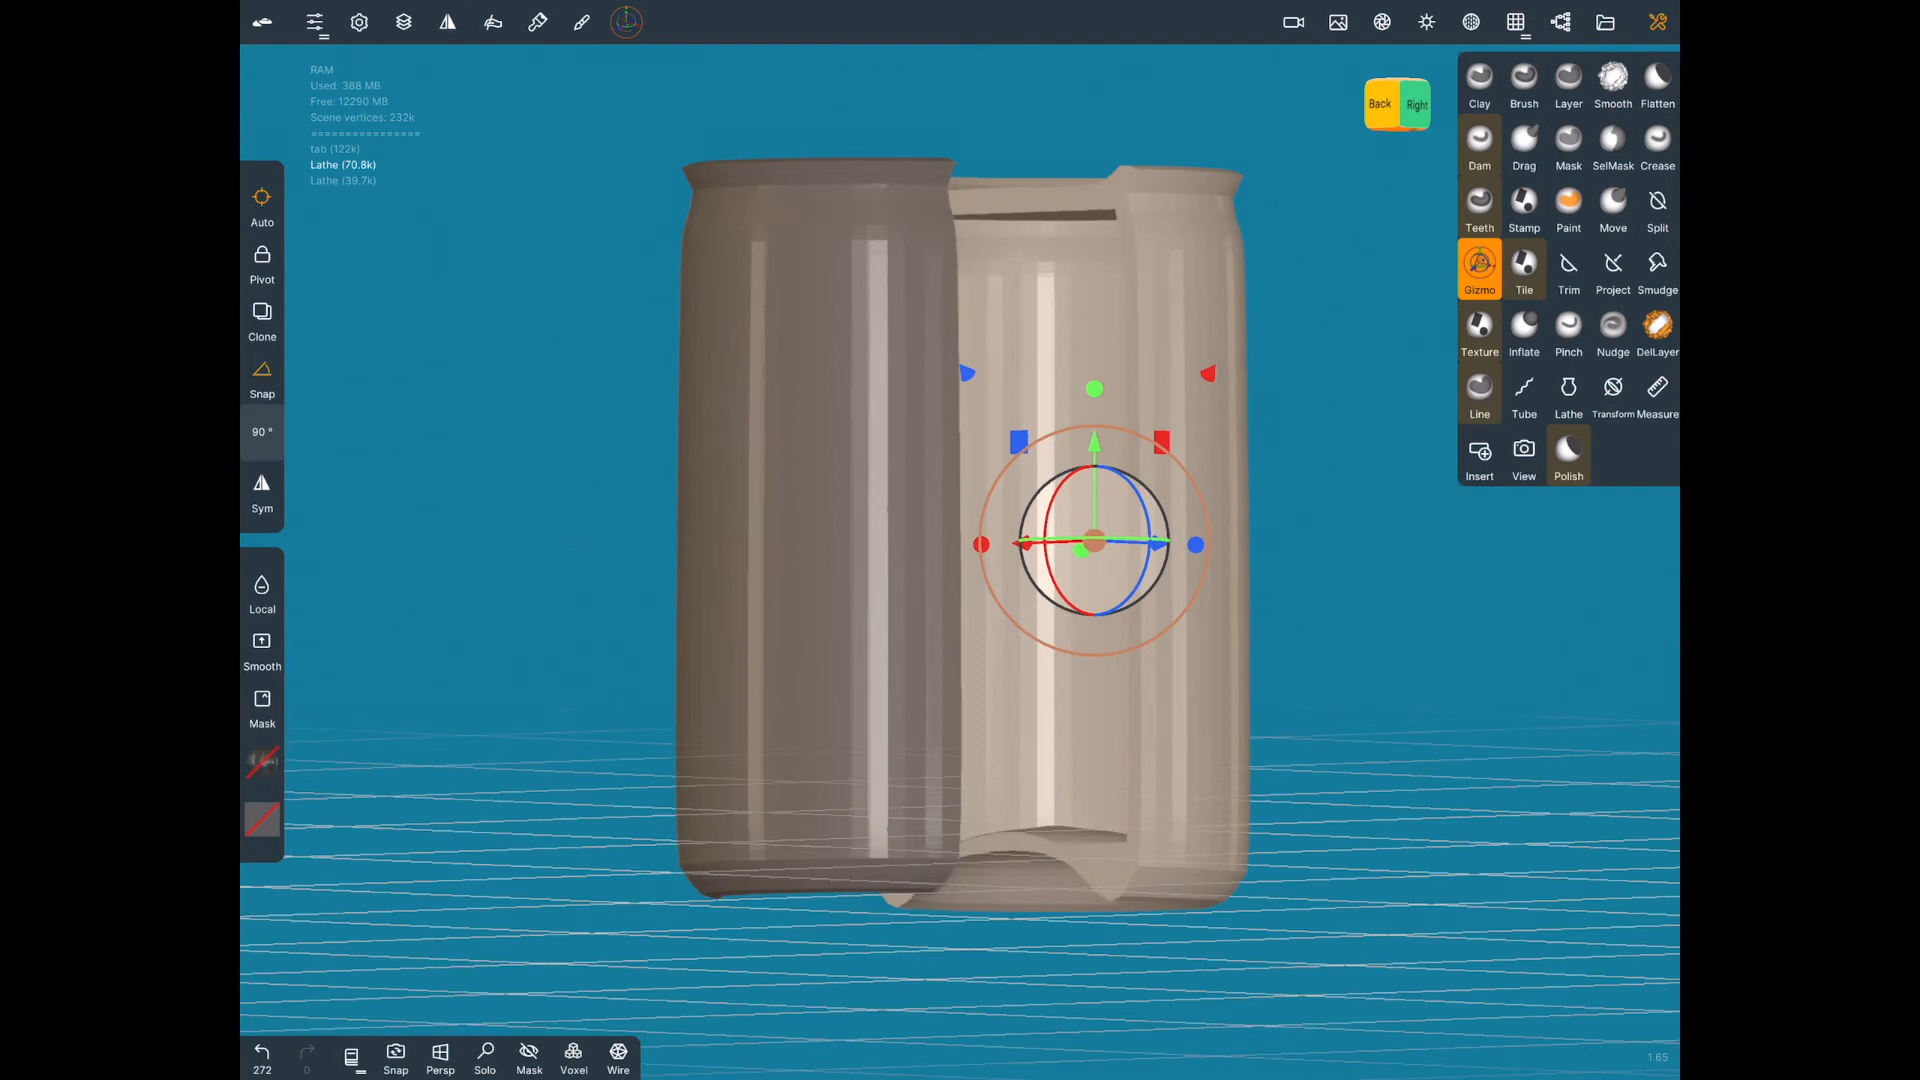 RAM
Used: 388 MB
Free: 12290 MB
Scene vertices: 232k
================
tab (122k)
Lathe (70.8k)
Lathe (39.7k)
Back
Right
Clay
Brush
Layer
Smooth
Flatten
Dam
Drag
Mask
SelMask
Crease
Teeth
Stamp
Paint
Move
Split
Gizmo
Tile
Trim
Project
Smudge
Texture
Inflate
Pinch
Nudge
DelLayer
Line
Tube
Lathe
Transform
Measure
Insert
View
Polish
Auto
Pivot
Clone
Snap
90 °
Sym
Local
Smooth
Mask
272
0
Snap
Persp
Solo
Mask
Voxel
Wire
1.65